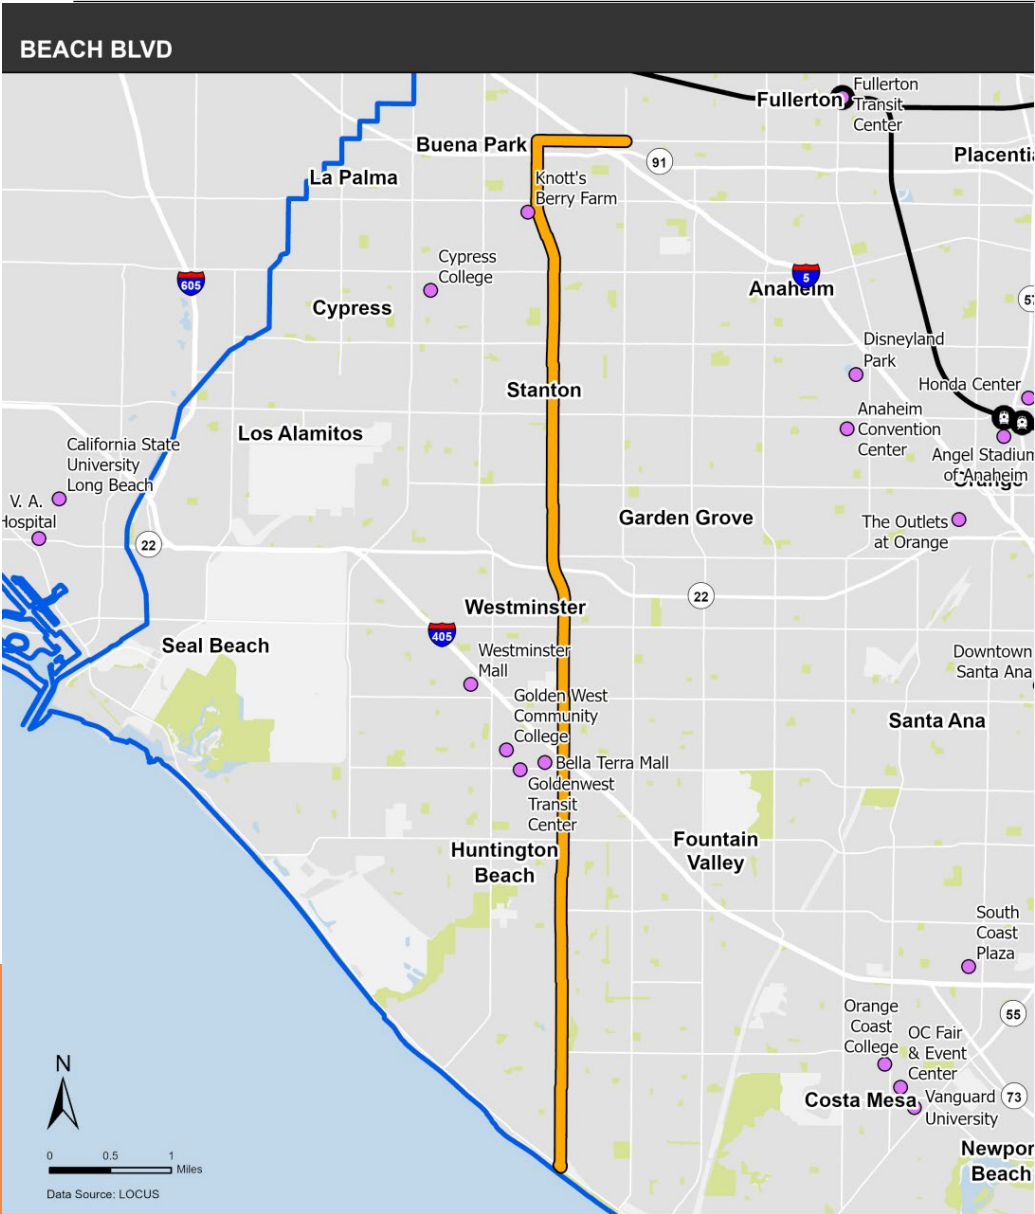 BEACH BLVD
Fullerton
Fullerton
Transit
Center
Buena Park
91
Placenti
La Palma
Knott's
Berry Farm
Cypress
College
605
5
Anaheim
57
Cypress
Disneyland
Park
Stanton
Honda Center
Anaheim
Convention
Center
Los Alamitos
California State
University
Long Beach
Angel Stadium
of Anaheim
Orange
V. A.
Hospital
Garden Grove
The Outlets
at Orange
22
22
Westminster
405
Seal Beach
Westminster
Mall
Downtown
Santa Ana
Golden West
Community
College
Santa Ana
Bella Terra Mall
Goldenwest
Transit
Center
Huntington
Beach
Fountain
Valley
South
Coast
Plaza
Orange
Coast
College
55
OC Fair
& Event
Center
Costa Mesa
Vanguard
University
73
Newpor
Beach
N
0 0.5 1
Miles
Data Source: LOCUS